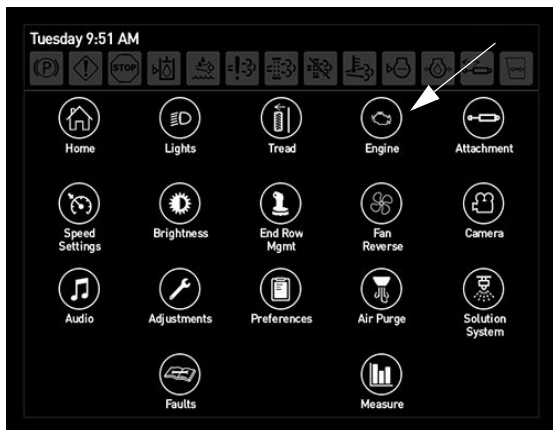 Tuesday 9:51 AM
(P) STOP
Home Lights Tread Engine Attachment
Speed Settings Brightness End Row Mgmt Fan Reverse Camera
Audio Adjustments Preferences Air Purge Solution System
Faults Measure